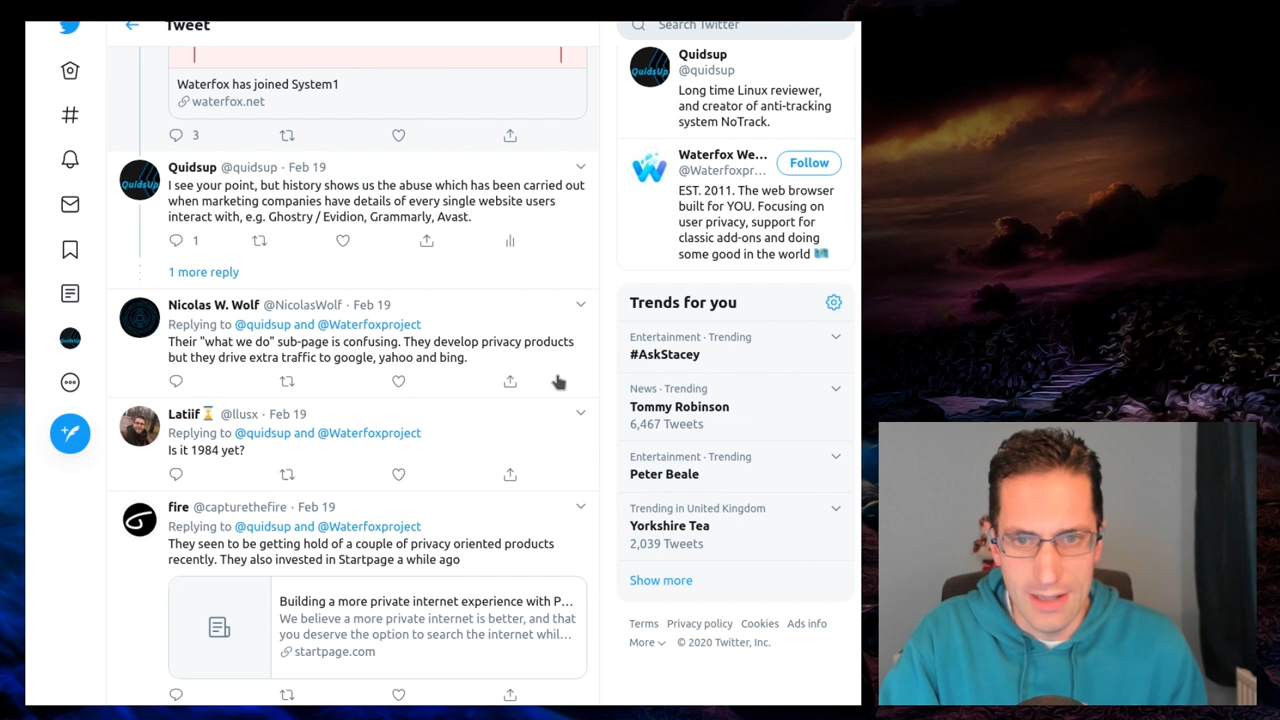 Tweet
Waterfox has joined System1
waterfox.net
3
Quidsup @quidsup · Feb 19
I see your point, but history shows us the abuse which has been carried out
when marketing companies have details of every single website users
interact with, e.g. Ghostry / Evidion, Grammarly, Avast.
1
1 more reply
Nicolas W. Wolf @NicolasWolf · Feb 19
Replying to @quidsup and @Waterfoxproject
Their "what we do" sub-page is confusing. They develop privacy products
but they drive extra traffic to google, yahoo and bing.
Latiif⌛ @llusx · Feb 19
Replying to @quidsup and @Waterfoxproject
Is it 1984 yet?
fire @capturethefire · Feb 19
Replying to @quidsup and @Waterfoxproject
They seen to be getting hold of a couple of privacy oriented products
recently. They also invested in Startpage a while ago
Building a more private internet experience with P...
We believe a more private internet is better, and that
you deserve the option to search the internet whil...
startpage.com
Search Twitter
QuidsUp
Quidsup
@quidsup
Long time Linux reviewer,
and creator of anti-tracking
system NoTrack.
Waterfox We...
@Waterfoxpr...
Follow
EST. 2011. The web browser
built for YOU. Focusing on
user privacy, support for
classic add-ons and doing
some good in the world
Trends for you
Entertainment · Trending
#AskStacey
News · Trending
Tommy Robinson
6,467 Tweets
Entertainment · Trending
Peter Beale
Trending in United Kingdom
Yorkshire Tea
2,039 Tweets
Show more
Terms Privacy policy Cookies Ads info
More © 2020 Twitter, Inc.